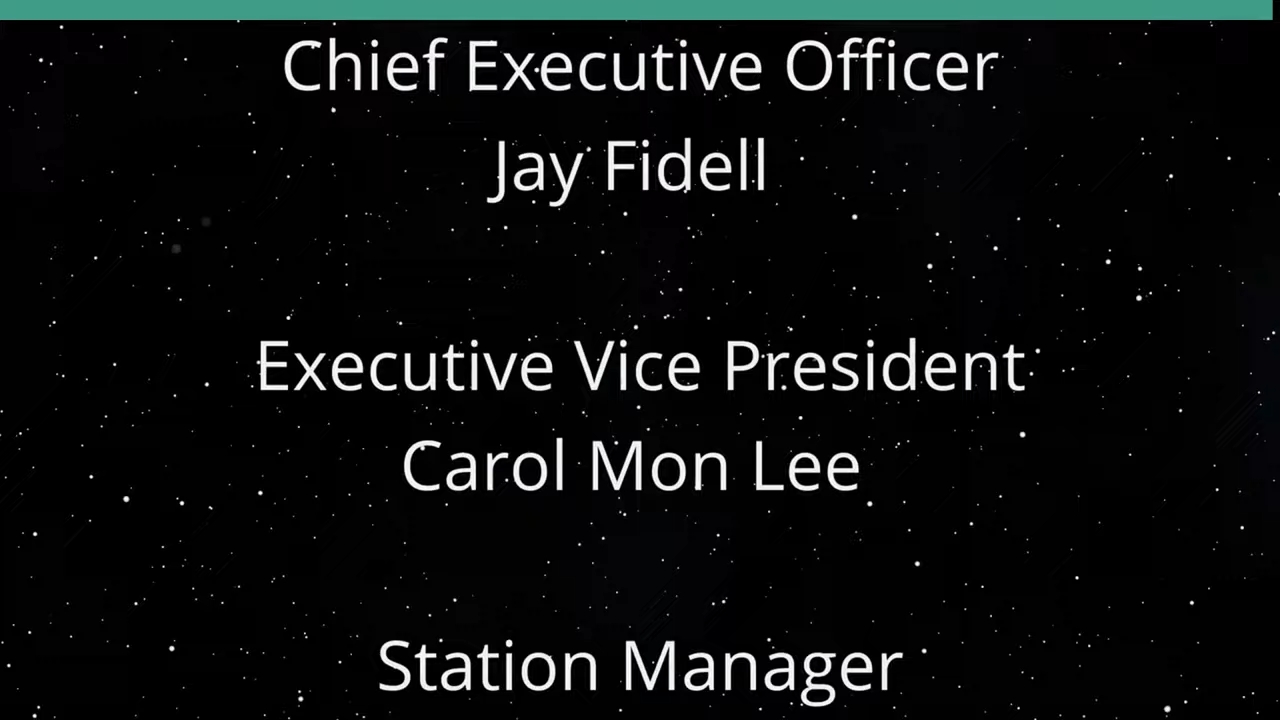 Chief Executive Officer
Jay Fidell
Executive Vice President
Carol Mon Lee
Station Manager